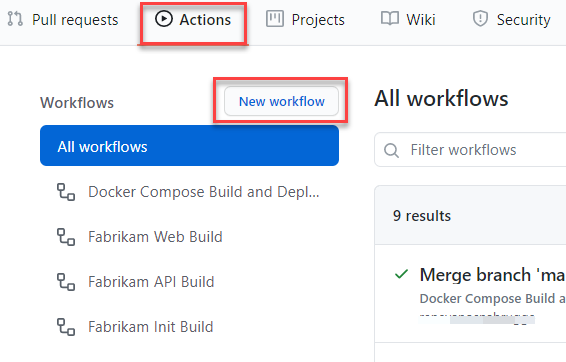 Pull requests Actions Projects Wiki Security
Workflows New workflow
All workflows
Docker Compose Build and Depl...
Fabrikam Web Build
Fabrikam API Build
Fabrikam Init Build
All workflows
Filter workflows
9 results
Merge branch 'ma
Docker Compose Build a